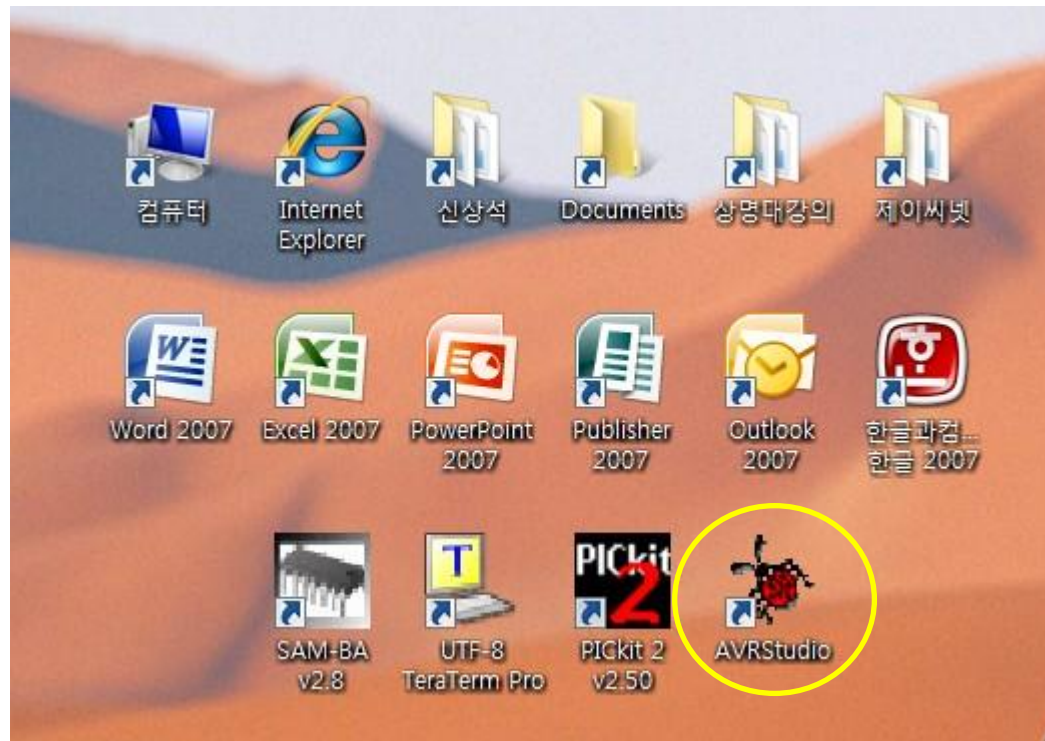 컴퓨터
Internet
Explorer
신상석
Documents
상명대강의
제이씨넷
Word 2007
Excel 2007
PowerPoint
2007
Publisher
2007
Outlook
2007
한글과컴...
한글 2007
PICkit
2
T
SAM-BA
v2.8
UTF-8
TeraTerm Pro
PICkit 2
v2.50
AVRStudio